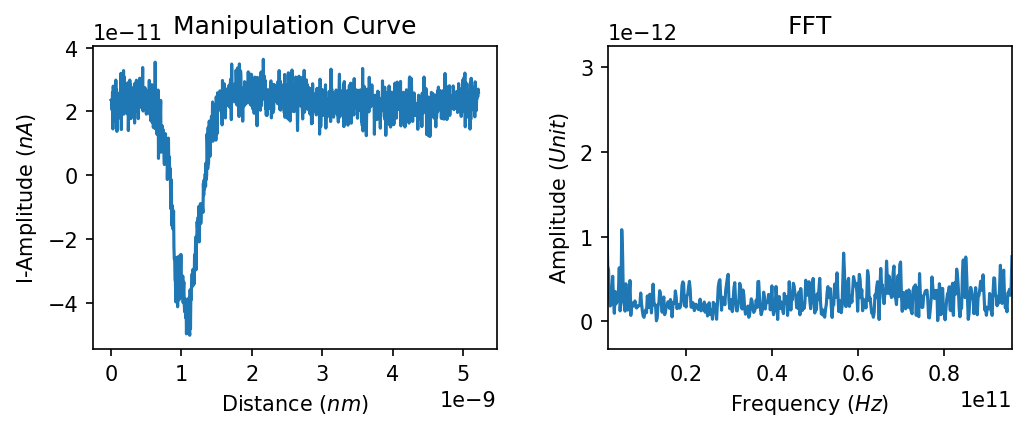 Manipulation Curve
1e−11
4
2
0
−2
−4
I-Amplitude (nA)
0 1 2 3 4 5
1e−9
Distance (nm)
FFT
1e−12
3
2
1
0
Amplitude (Unit)
0.2 0.4 0.6 0.8
1e11
Frequency (Hz)